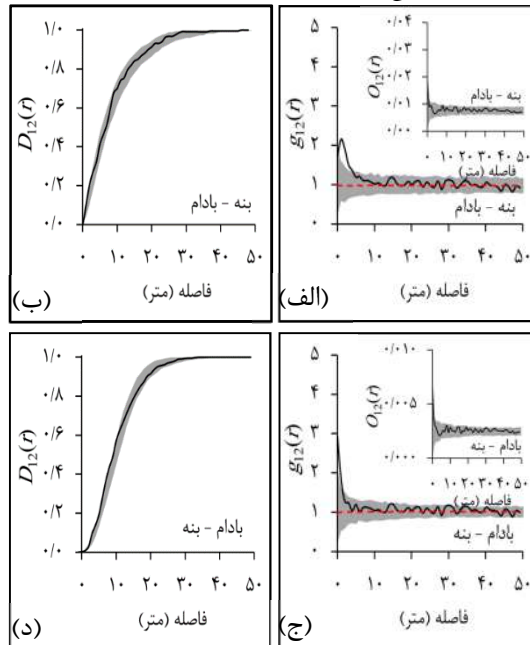 ۵
۴
۳
۲
۱
۰
g₁₂(r)
۰/۰۴
۰/۰۳
۰/۰۲
۰/۰۱
۰/۰۰
O₁₂(r)
بنه - بادام
۰ ۱۰ ۲۰ ۳۰ ۴۰ ۵۰
فاصله (متر)
بنه - بادام
۰ ۱۰ ۲۰ ۳۰ ۴۰ ۵۰
فاصله (متر)
(الف)
۱/۰
۰/۸
۰/۶
۰/۴
۰/۲
۰/۰
D₁₂(r)
بنه - بادام
۰ ۱۰ ۲۰ ۳۰ ۴۰ ۵۰
فاصله (متر)
(ب)
۵
۴
۳
۲
۱
۰
g₁₂(r)
۰/۰۱۰
۰/۰۰۵
۰/۰۰۰
O₁₂(r)
بادام - بنه
۰ ۱۰ ۲۰ ۳۰ ۴۰ ۵۰
فاصله (متر)
بادام - بنه
۰ ۱۰ ۲۰ ۳۰ ۴۰ ۵۰
فاصله (متر)
(ج)
۱/۰
۰/۸
۰/۶
۰/۴
۰/۲
۰/۰
D₁₂(r)
بادام - بنه
۰ ۱۰ ۲۰ ۳۰ ۴۰ ۵۰
فاصله (متر)
(د)